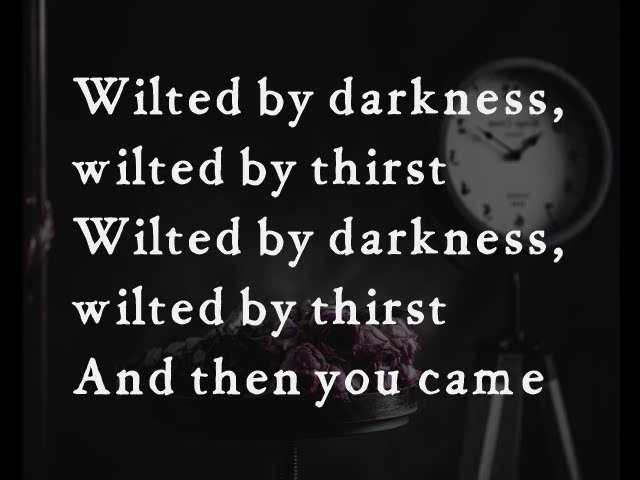 Wilted by darkness,
wilted by thirst
Wilted by darkness,
wilted by thirst
And then you came